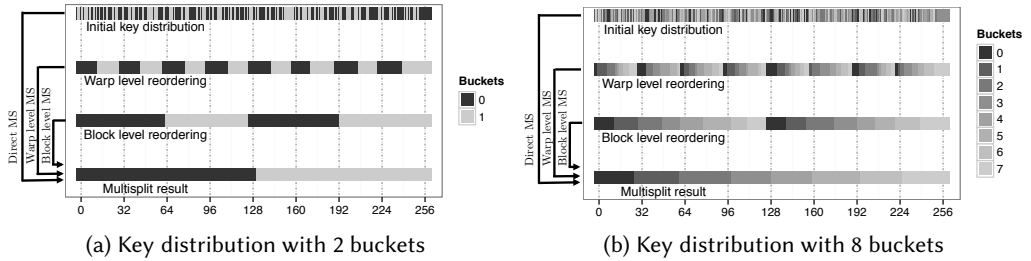 Initial key distribution
Warp level reordering
Block level reordering
Multisplit result
Direct MS
Warp level MS
Block level MS
0 32 64 96 128 160 192 224 256
Buckets
0
1
(a) Key distribution with 2 buckets
Initial key distribution
Warp level reordering
Block level reordering
Multisplit result
Direct MS
Warp level MS
Block level MS
0 32 64 96 128 160 192 224 256
Buckets
0
1
2
3
4
5
6
7
(b) Key distribution with 8 buckets